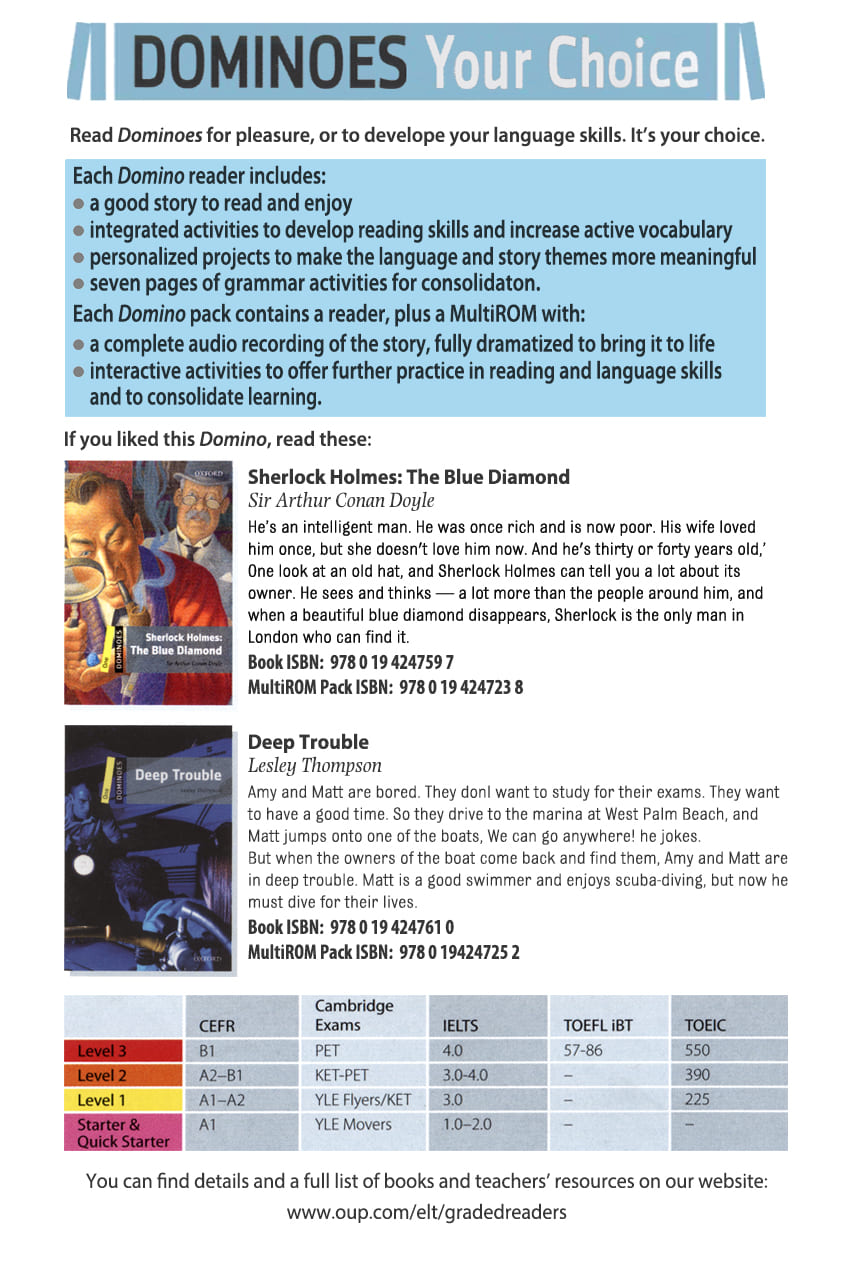 DOMINOES Your Choice
Read Dominoes for pleasure, or to develope your language skills. It's your choice.
Each Domino reader includes:
● a good story to read and enjoy
● integrated activities to develop reading skills and increase active vocabulary
● personalized projects to make the language and story themes more meaningful
● seven pages of grammar activities for consolidaton.
Each Domino pack contains a reader, plus a MultiROM with:
● a complete audio recording of the story, fully dramatized to bring it to life
● interactive activities to offer further practice in reading and language skills
and to consolidate learning.
If you liked this Domino, read these:
OXFORD
One
DOMINOES
Sherlock Holmes:
The Blue Diamond
Sir Arthur Conan Doyle
Sherlock Holmes: The Blue Diamond
Sir Arthur Conan Doyle
He's an intelligent man. He was once rich and is now poor. His wife loved
him once, but she doesn't love him now. And he's thirty or forty years old,'
One look at an old hat, and Sherlock Holmes can tell you a lot about its
owner. He sees and thinks — a lot more than the people around him, and
when a beautiful blue diamond disappears, Sherlock is the only man in
London who can find it.
Book ISBN: 978 0 19 424759 7
MultiROM Pack ISBN: 978 0 19 424723 8
One
DOMINOES
Deep Trouble
Lesley Thompson
OXFORD
Deep Trouble
Lesley Thompson
Amy and Matt are bored. They donl want to study for their exams. They want
to have a good time. So they drive to the marina at West Palm Beach, and
Matt jumps onto one of the boats, We can go anywhere! he jokes.
But when the owners of the boat come back and find them, Amy and Matt are
in deep trouble. Matt is a good swimmer and enjoys scuba-diving, but now he
must dive for their lives.
Book ISBN: 978 0 19 424761 0
MultiROM Pack ISBN: 978 0 19424725 2
CEFR Cambridge Exams IELTS TOEFL iBT TOEIC
Level 3 B1 PET 4.0 57-86 550
Level 2 A2–B1 KET-PET 3.0-4.0 – 390
Level 1 A1–A2 YLE Flyers/KET 3.0 – 225
Starter & Quick Starter A1 YLE Movers 1.0–2.0 – –
You can find details and a full list of books and teachers' resources on our website:
www.oup.com/elt/gradedreaders